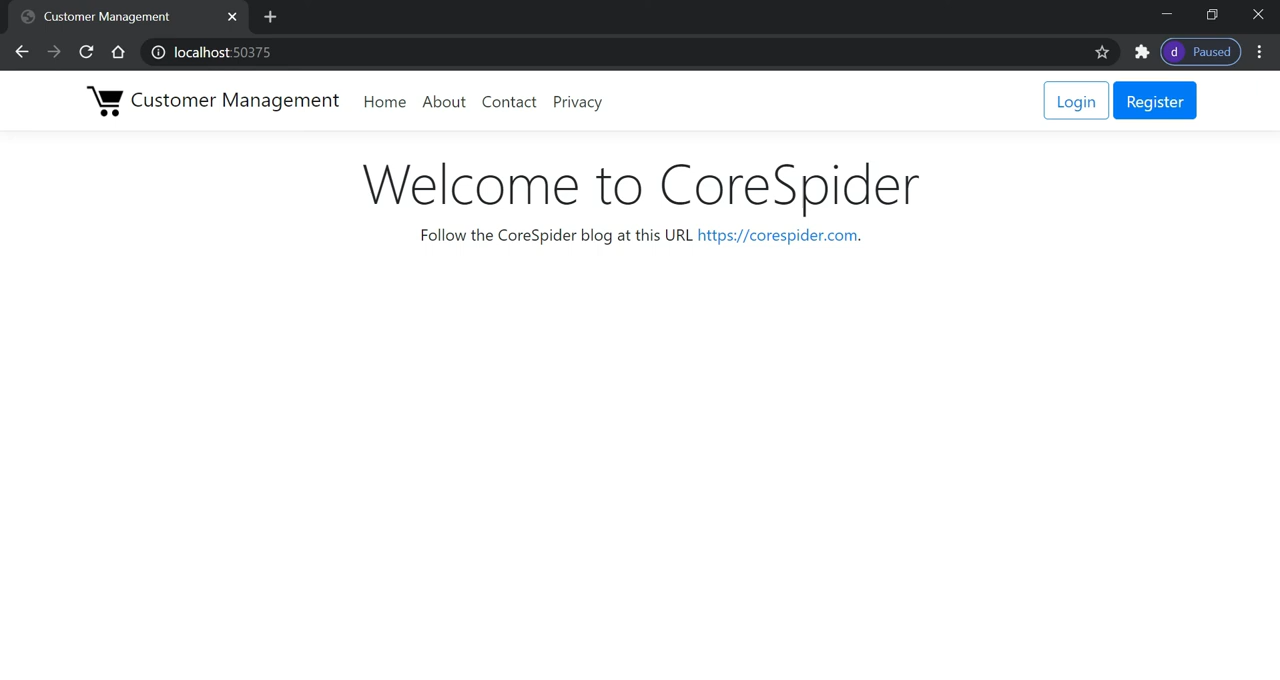 Customer Management
localhost:50375
d Paused
Customer Management Home About Contact Privacy Login Register
Welcome to CoreSpider
Follow the CoreSpider blog at this URL https://corespider.com.